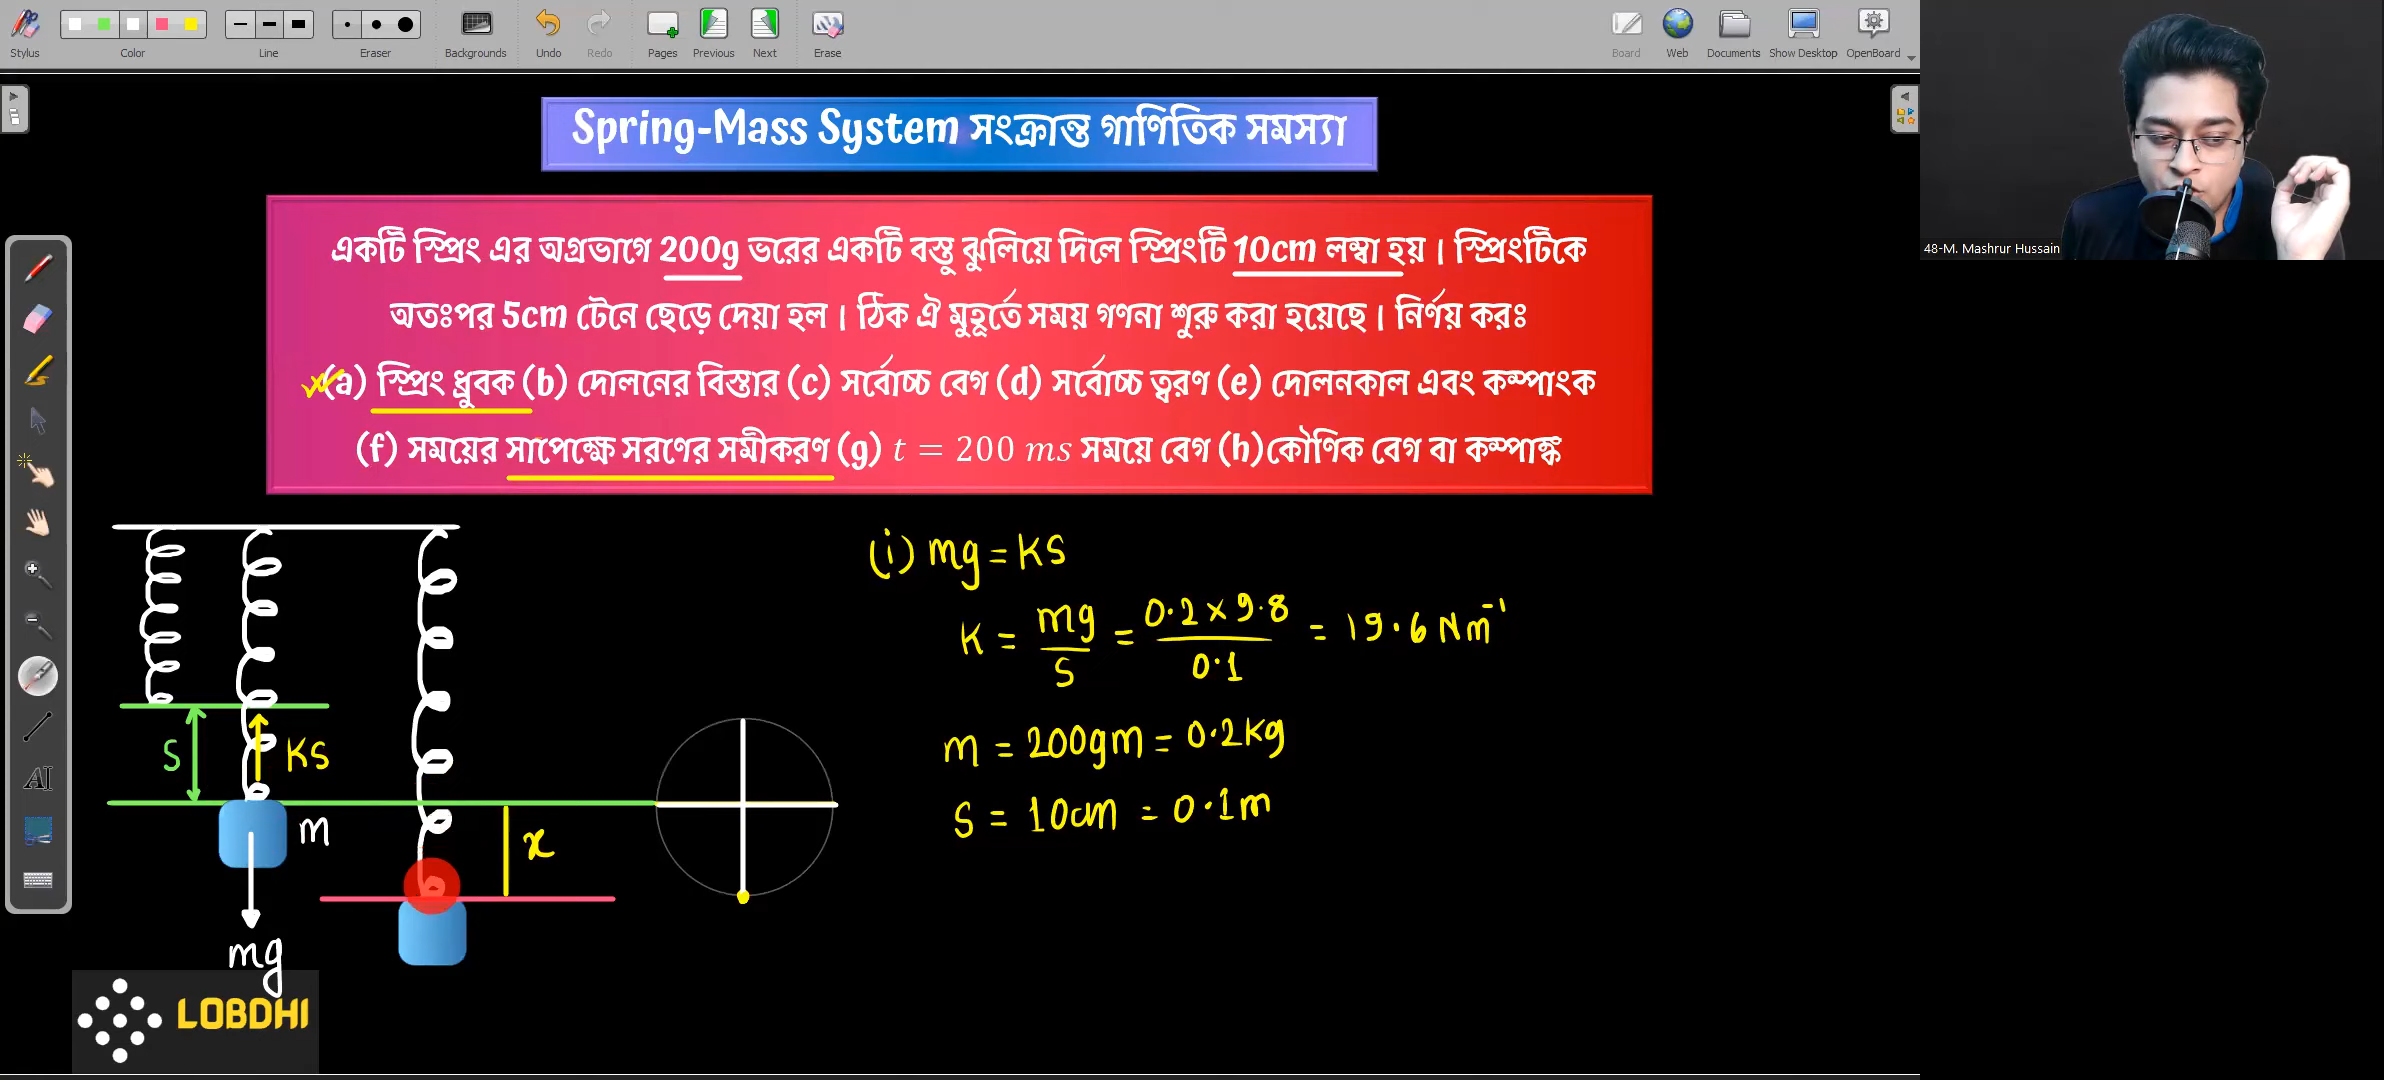 Stylus
Color
Line
Eraser
Backgrounds
Undo
Redo
Pages
Previous
Next
Erase
Board
Web
Documents
Show Desktop
OpenBoard
48-M. Mashrur Hussain
Spring-Mass System সংক্রান্ত গাণিতিক সমস্যা
একটি স্প্রিং এর অগ্রভাগে 200g ভরের একটি বস্তু ঝুলিয়ে দিলে স্প্রিংটি 10cm লম্বা হয়। স্প্রিংটিকে
অতঃপর 5cm টেনে ছেড়ে দেয়া হল। ঠিক ঐ মুহূর্তে সময় গণনা শুরু করা হয়েছে। নির্ণয় করঃ
(a) স্প্রিং ধ্রুবক (b) দোলনের বিস্তার (c) সর্বোচ্চ বেগ (d) সর্বোচ্চ ত্বরণ (e) দোলনকাল এবং কম্পাংক
(f) সময়ের সাপেক্ষে সরণের সমীকরণ (g) t = 200 ms সময়ে বেগ (h)কৌণিক বেগ বা কম্পাঙ্ক
(i) mg = KS
K = mg/S = 0.2 × 9.8/0.1 = 19.6 Nm⁻¹
m = 200gm = 0.2kg
S = 10cm = 0.1m
S
KS
m
x
mg
LOBDHI
AI